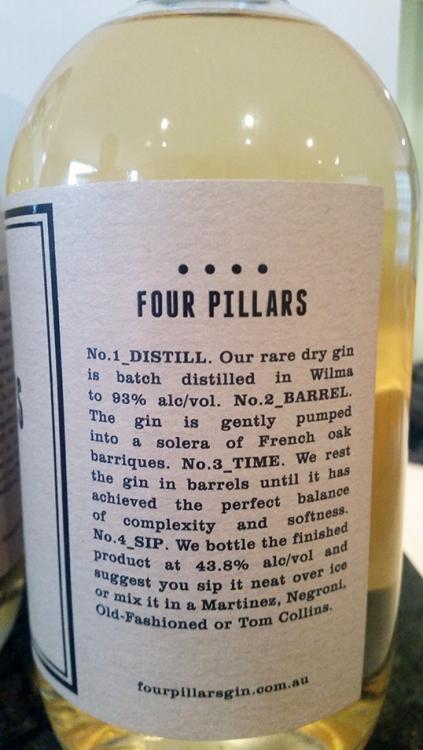 FOUR PILLARS
No.1_DISTILL. Our rare dry gin
is batch distilled in Wilma
to 93% alc/vol. No.2_BARREL.
The gin is gently pumped
into a solera of French oak
barriques. No.3_TIME. We rest
the gin in barrels until it has
achieved the perfect balance
of complexity and softness.
No.4_SIP. We bottle the finished
product at 43.8% alc/vol and
suggest you sip it neat over ice
or mix it in a Martinez, Negroni,
Old-Fashioned or Tom Collins.
fourpillarsgin.com.au